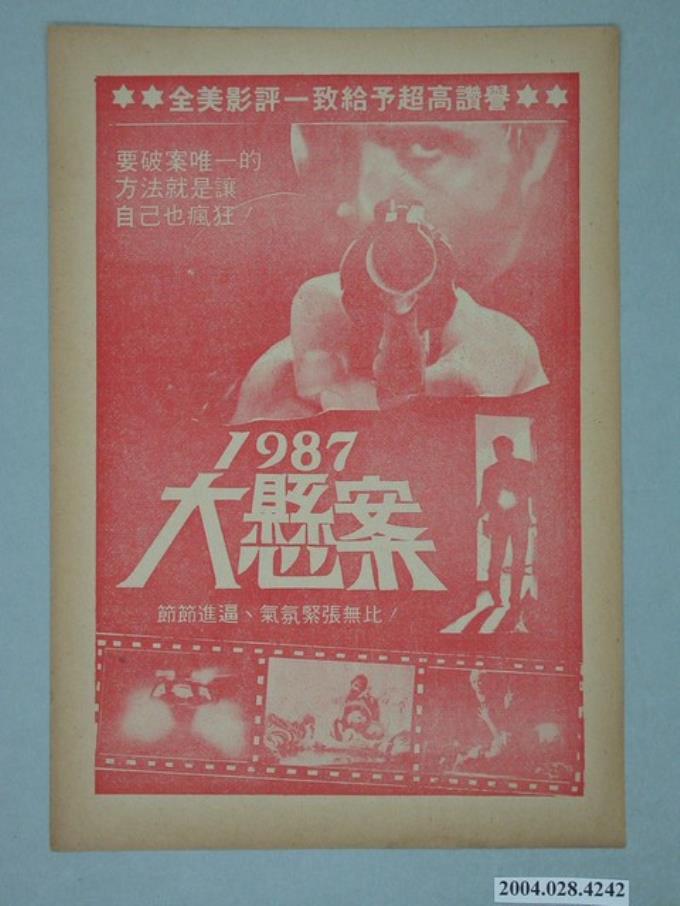 全美影評一致給予超高讚譽
要破案唯一的
方法就是讓
自己也瘋狂！
1987
大懸案
節節進逼、氣氛緊張無比！
2004.028.4242